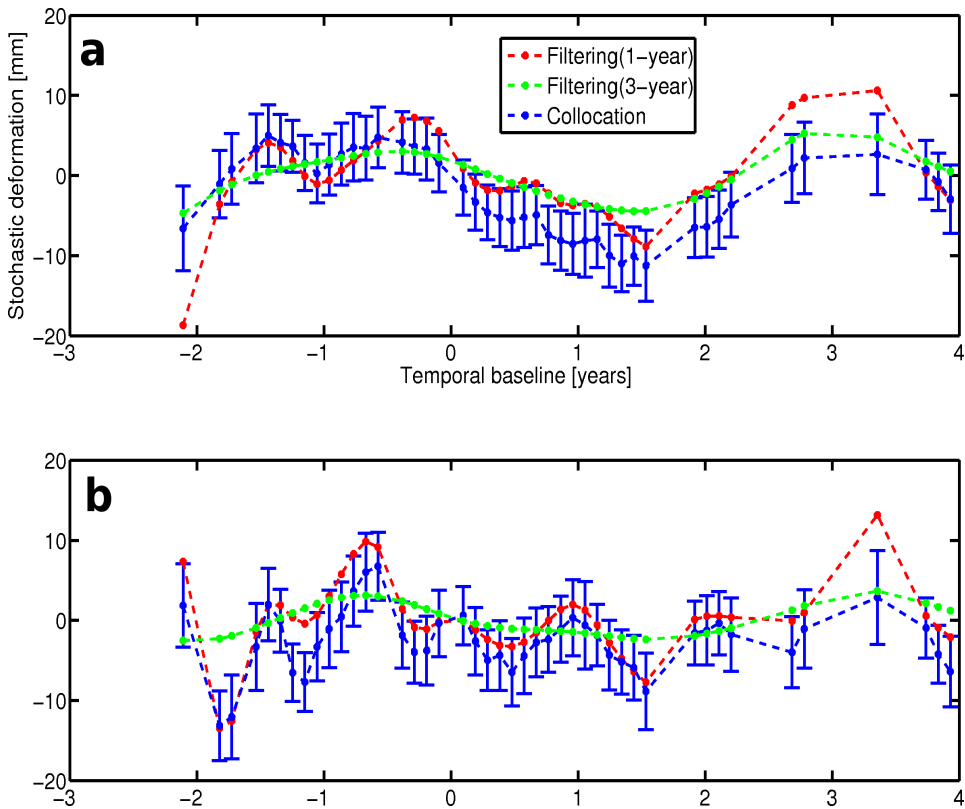 a
Stochastic deformation [mm]
20
10
0
−10
−20
Filtering(1−year)
Filtering(3−year)
Collocation
−3 −2 −1 0 1 2 3 4
Temporal baseline [years]
b
20
10
0
−10
−20
−3 −2 −1 0 1 2 3 4